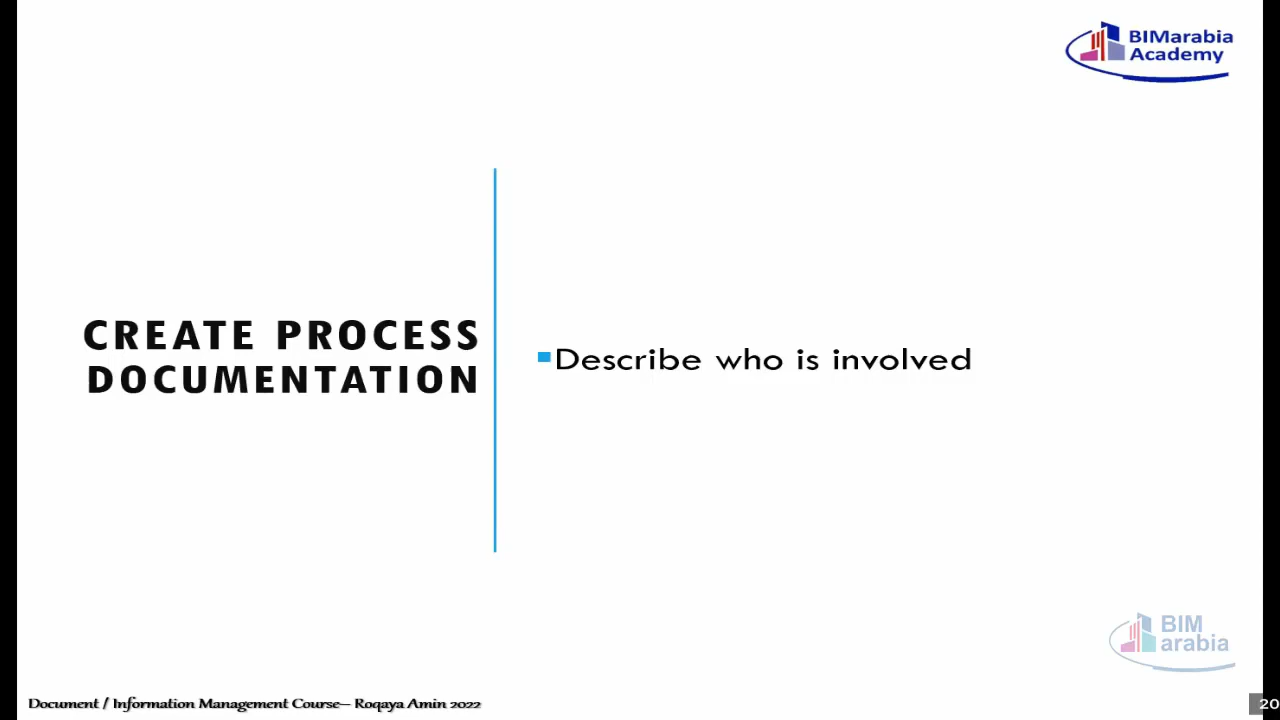 BIMarabia
Academy
CREATE PROCESS
DOCUMENTATION
Describe who is involved
BIM
arabia
Document / Information Management Course– Roqaya Amin 2022
20